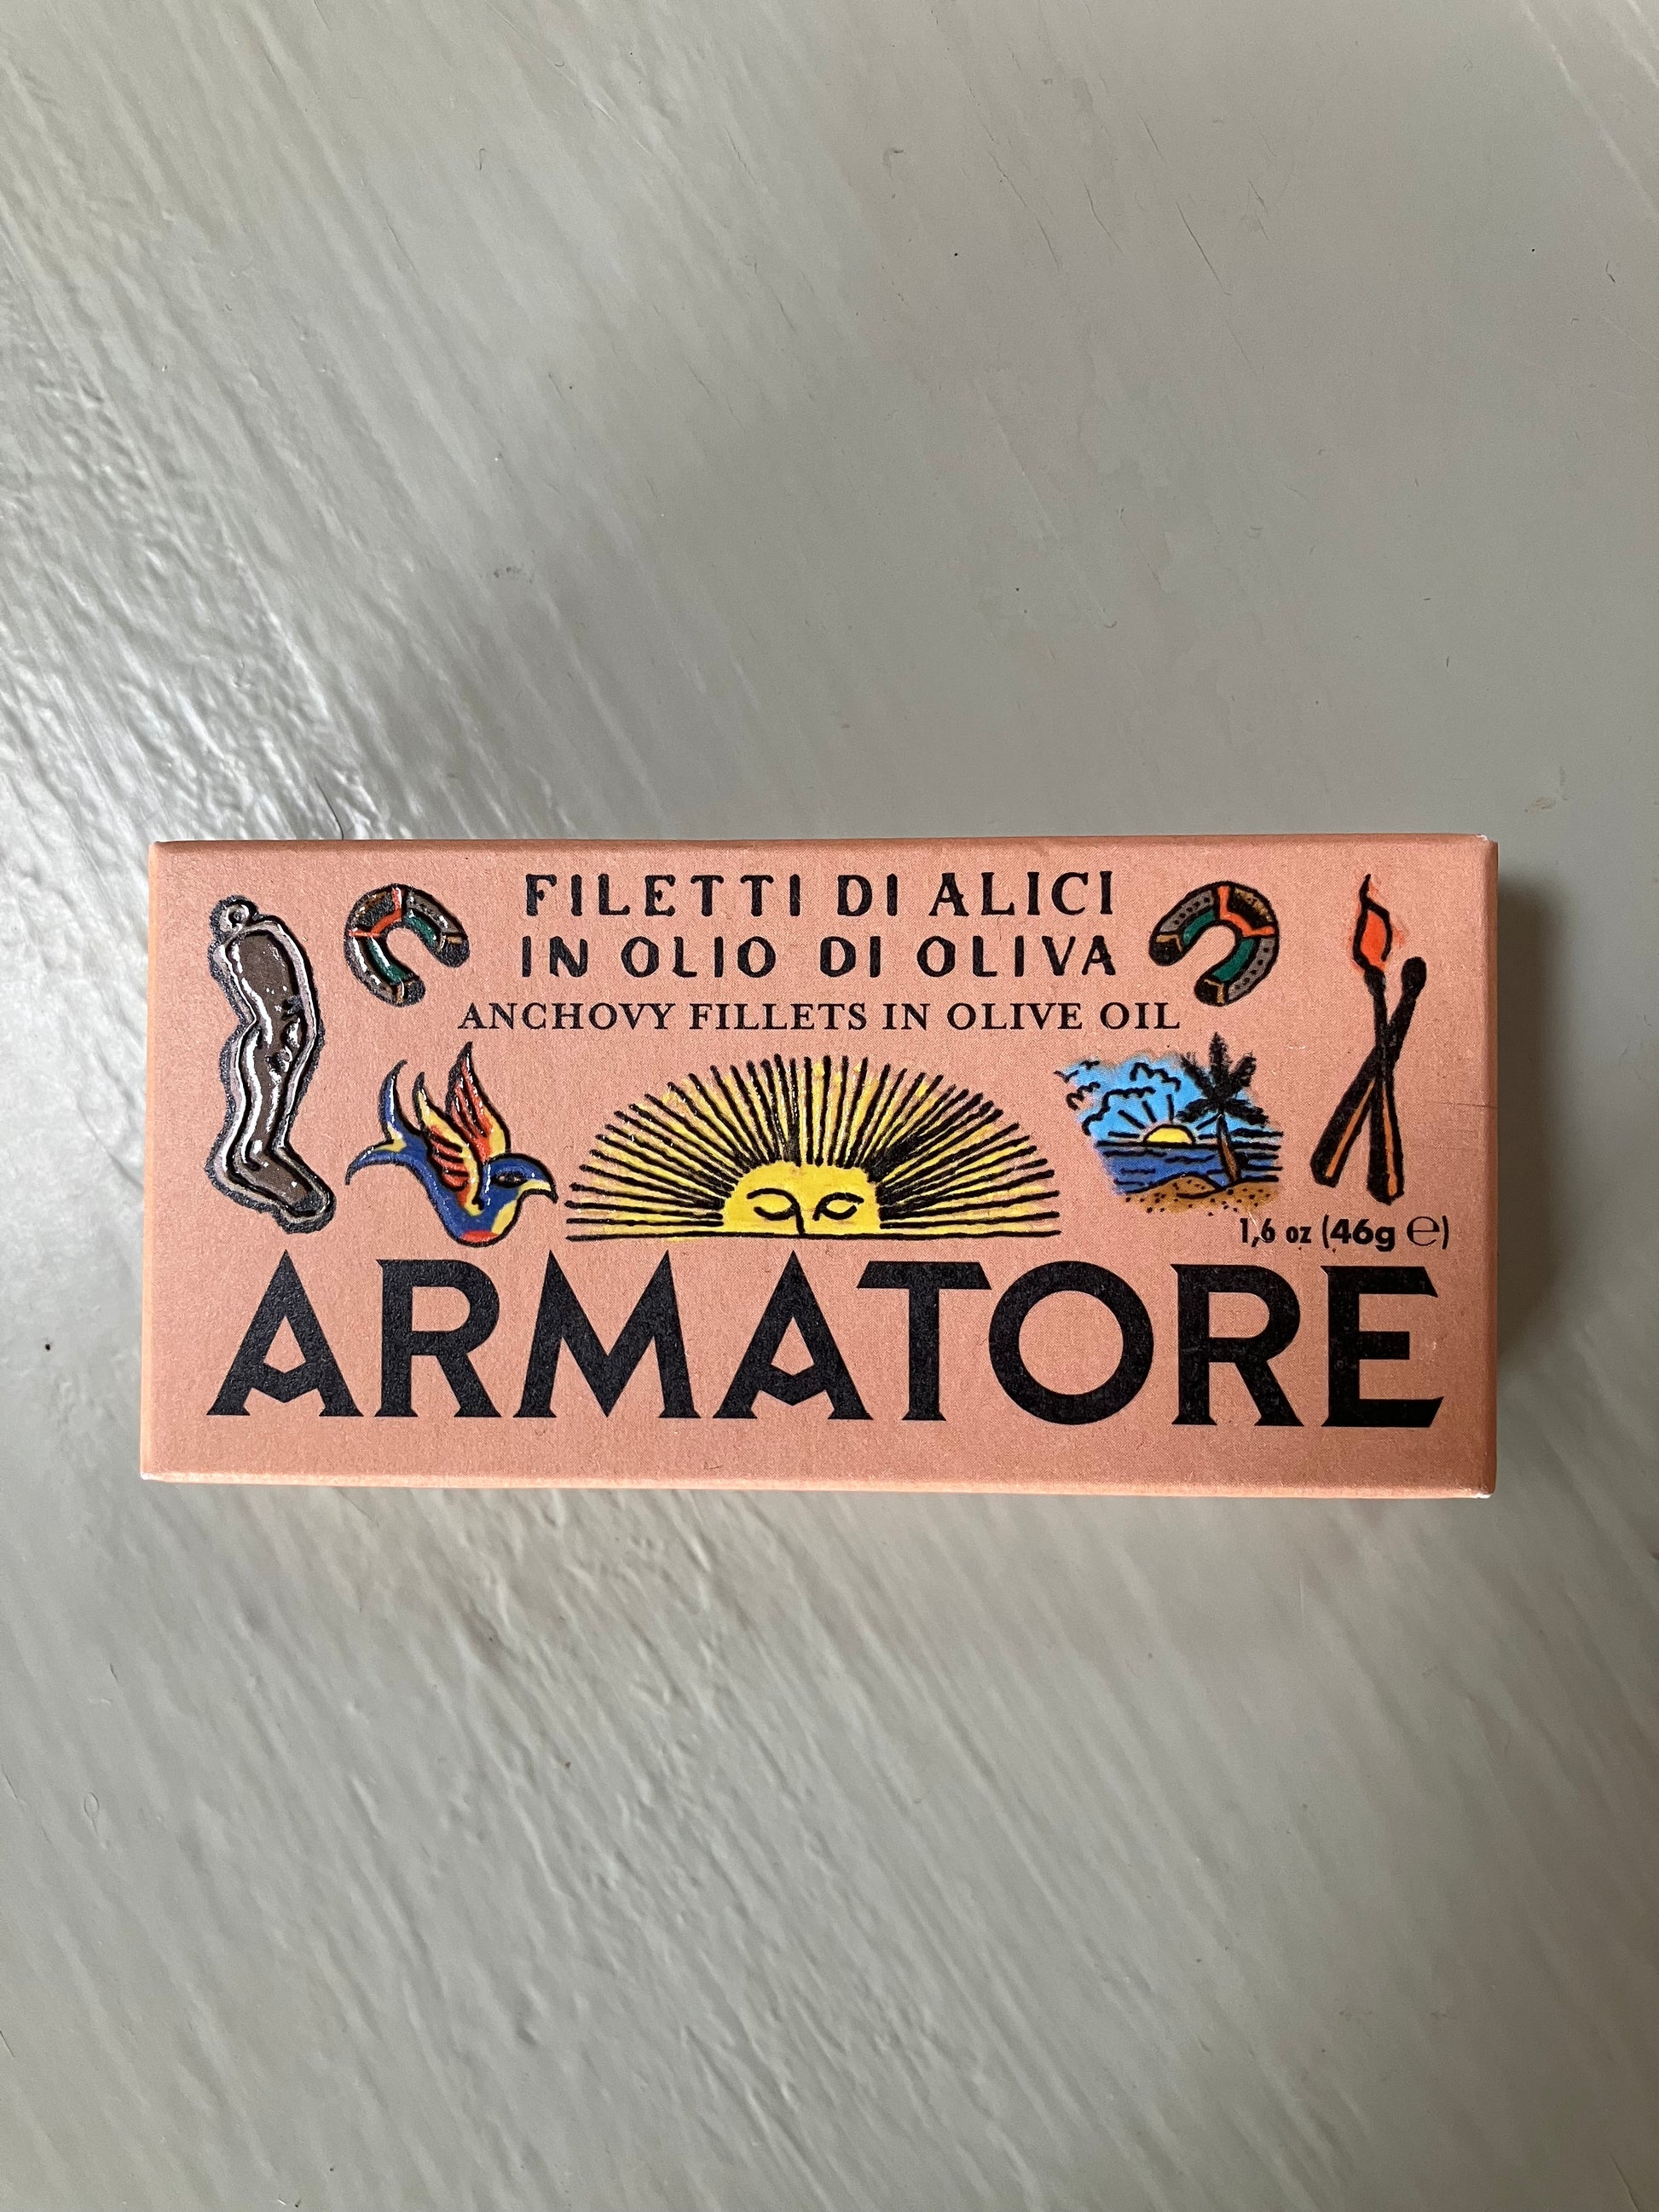 FILETTI DI ALICI
IN OLIO DI OLIVA
ANCHOVY FILLETS IN OLIVE OIL
1,6 oz (46g ℮)
ARMATORE